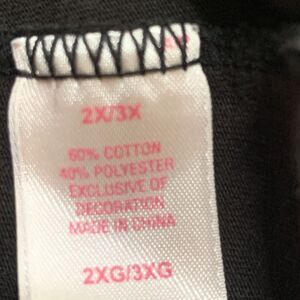 2X/3X
60% COTTON
40% POLYESTER
EXCLUSIVE OF
DECORATION
MADE IN CHINA
2XG/3XG